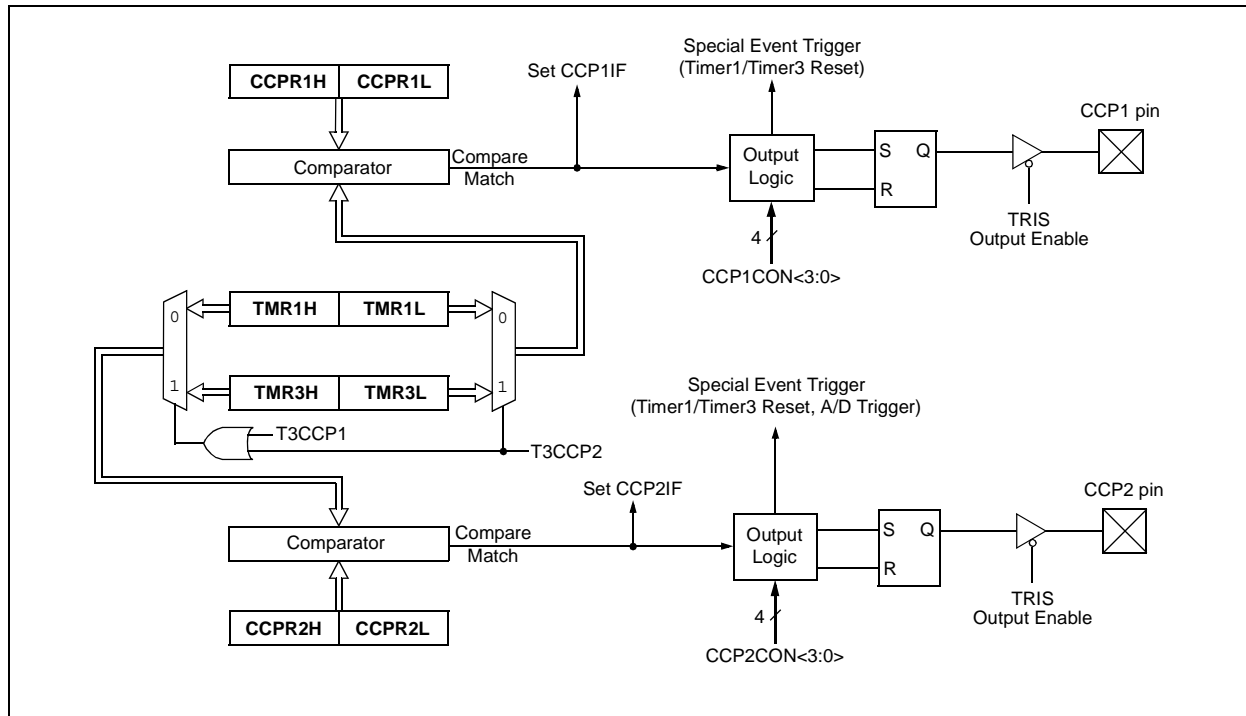 Special Event Trigger
(Timer1/Timer3 Reset)
Set CCP1IF
CCPR1H CCPR1L
CCP1 pin
Comparator
Compare
Match
Output
Logic
S Q
R
TRIS
Output Enable
4
CCP1CON<3:0>
0
TMR1H TMR1L
0
1
TMR3H TMR3L
1
T3CCP1
T3CCP2
Special Event Trigger
(Timer1/Timer3 Reset, A/D Trigger)
Set CCP2IF
CCP2 pin
Comparator
Compare
Match
Output
Logic
S Q
R
TRIS
Output Enable
4
CCPR2H CCPR2L
CCP2CON<3:0>